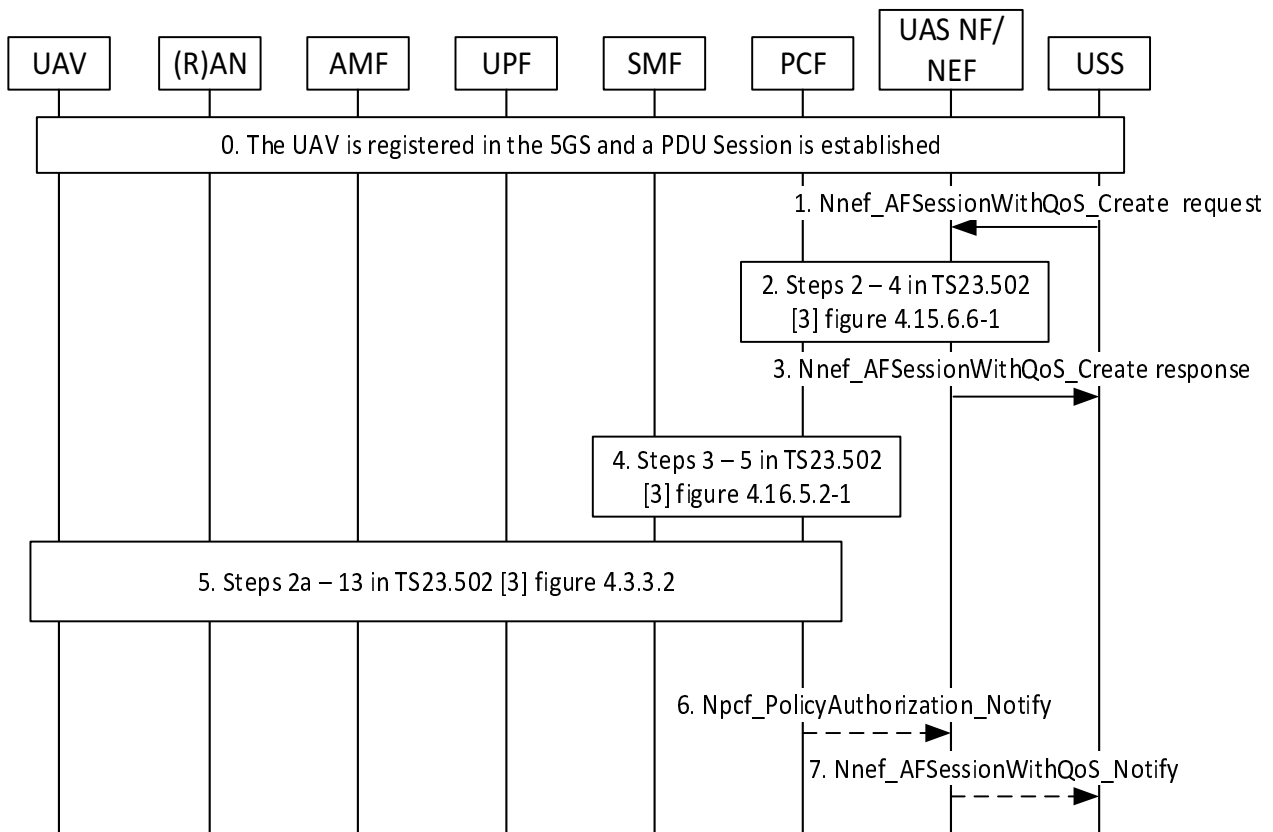 UAV
(R)AN
AMF
UPF
SMF
PCF
UAS NF/
NEF
USS
0. The UAV is registered in the 5GS and a PDU Session is established
1. Nnef_AFSessionWithQoS_Create request
2. Steps 2 – 4 in TS23.502
[3] figure 4.15.6.6-1
3. Nnef_AFSessionWithQoS_Create response
4. Steps 3 – 5 in TS23.502
[3] figure 4.16.5.2-1
5. Steps 2a – 13 in TS23.502 [3] figure 4.3.3.2
6. Npcf_PolicyAuthorization_Notify
7. Nnef_AFSessionWithQoS_Notify